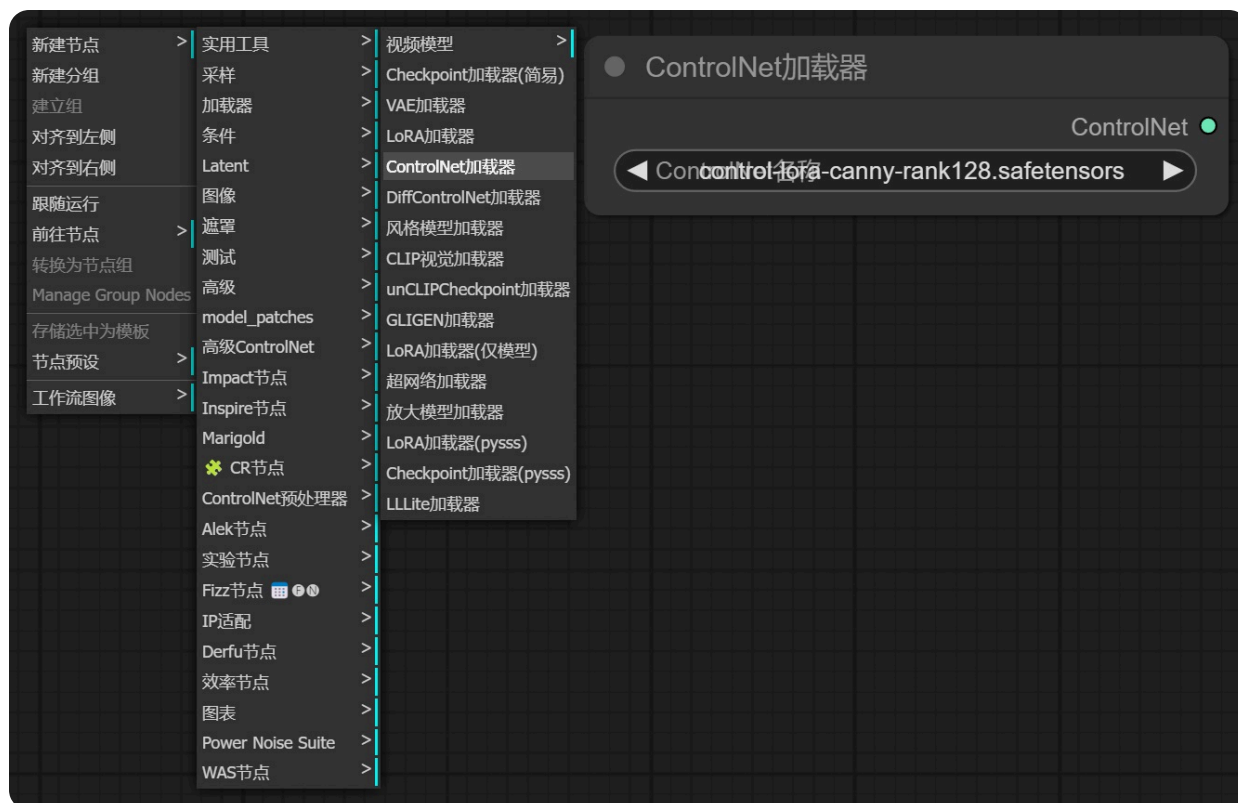 新建节点 >
新建分组
建立组
对齐到左侧
对齐到右侧
跟随运行
前往节点 >
转换为节点组
Manage Group Nodes
存储选中为模板
节点预设 >
工作流图像 >
实用工具 >
采样 >
加载器 >
条件 >
Latent >
图像 >
遮罩 >
测试 >
高级 >
model_patches >
高级ControlNet >
Impact节点 >
Inspire节点 >
Marigold >
CR节点 >
ControlNet预处理器 >
Alek节点 >
实验节点 >
Fizz节点 🅕🅝 >
IP适配 >
Derfu节点 >
效率节点 >
图表 >
Power Noise Suite >
WAS节点 >
视频模型 >
Checkpoint加载器(简易)
VAE加载器
LoRA加载器
ControlNet加载器
DiffControlNet加载器
风格模型加载器
CLIP视觉加载器
unCLIPCheckpoint加载器
GLIGEN加载器
LoRA加载器(仅模型)
超网络加载器
放大模型加载器
LoRA加载器(pysss)
Checkpoint加载器(pysss)
LLLite加载器
ControlNet加载器
ControlNet
control-lora-canny-rank128.safetensors